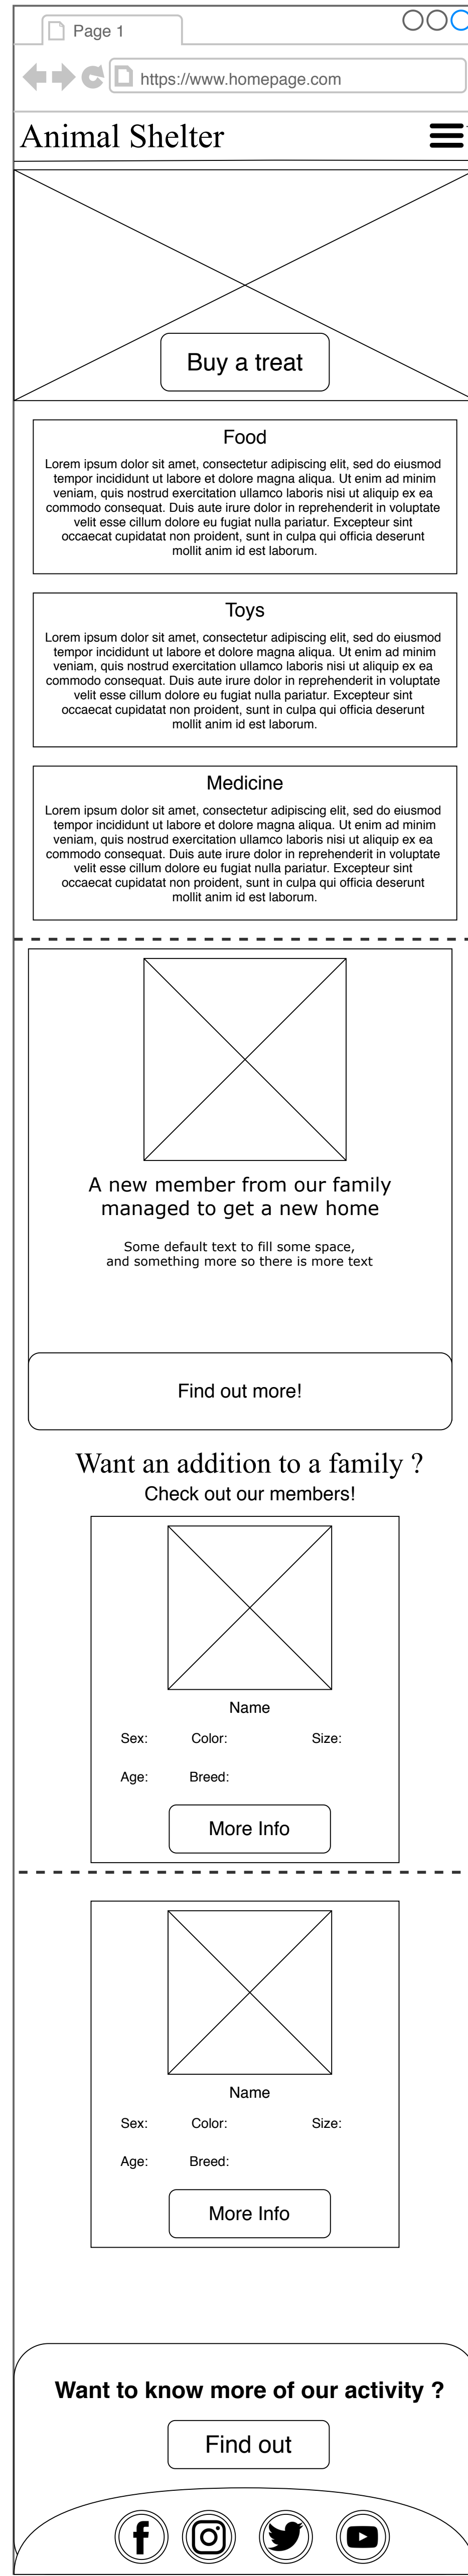 Page 1
https://www.homepage.com
Animal Shelter
Buy a treat
Food
Lorem ipsum dolor sit amet, consectetur adipiscing elit, sed do eiusmod
tempor incididunt ut labore et dolore magna aliqua. Ut enim ad minim
veniam, quis nostrud exercitation ullamco laboris nisi ut aliquip ex ea
commodo consequat. Duis aute irure dolor in reprehenderit in voluptate
velit esse cillum dolore eu fugiat nulla pariatur. Excepteur sint
occaecat cupidatat non proident, sunt in culpa qui officia deserunt
mollit anim id est laborum.
Toys
Lorem ipsum dolor sit amet, consectetur adipiscing elit, sed do eiusmod
tempor incididunt ut labore et dolore magna aliqua. Ut enim ad minim
veniam, quis nostrud exercitation ullamco laboris nisi ut aliquip ex ea
commodo consequat. Duis aute irure dolor in reprehenderit in voluptate
velit esse cillum dolore eu fugiat nulla pariatur. Excepteur sint
occaecat cupidatat non proident, sunt in culpa qui officia deserunt
mollit anim id est laborum.
Medicine
Lorem ipsum dolor sit amet, consectetur adipiscing elit, sed do eiusmod
tempor incididunt ut labore et dolore magna aliqua. Ut enim ad minim
veniam, quis nostrud exercitation ullamco laboris nisi ut aliquip ex ea
commodo consequat. Duis aute irure dolor in reprehenderit in voluptate
velit esse cillum dolore eu fugiat nulla pariatur. Excepteur sint
occaecat cupidatat non proident, sunt in culpa qui officia deserunt
mollit anim id est laborum.
A new member from our family
managed to get a new home
Some default text to fill some space,
and something more so there is more text
Find out more!
Want an addition to a family ?
Check out our members!
Name
Sex: Color: Size:
Age: Breed:
More Info
Name
Sex: Color: Size:
Age: Breed:
More Info
Want to know more of our activity ?
Find out